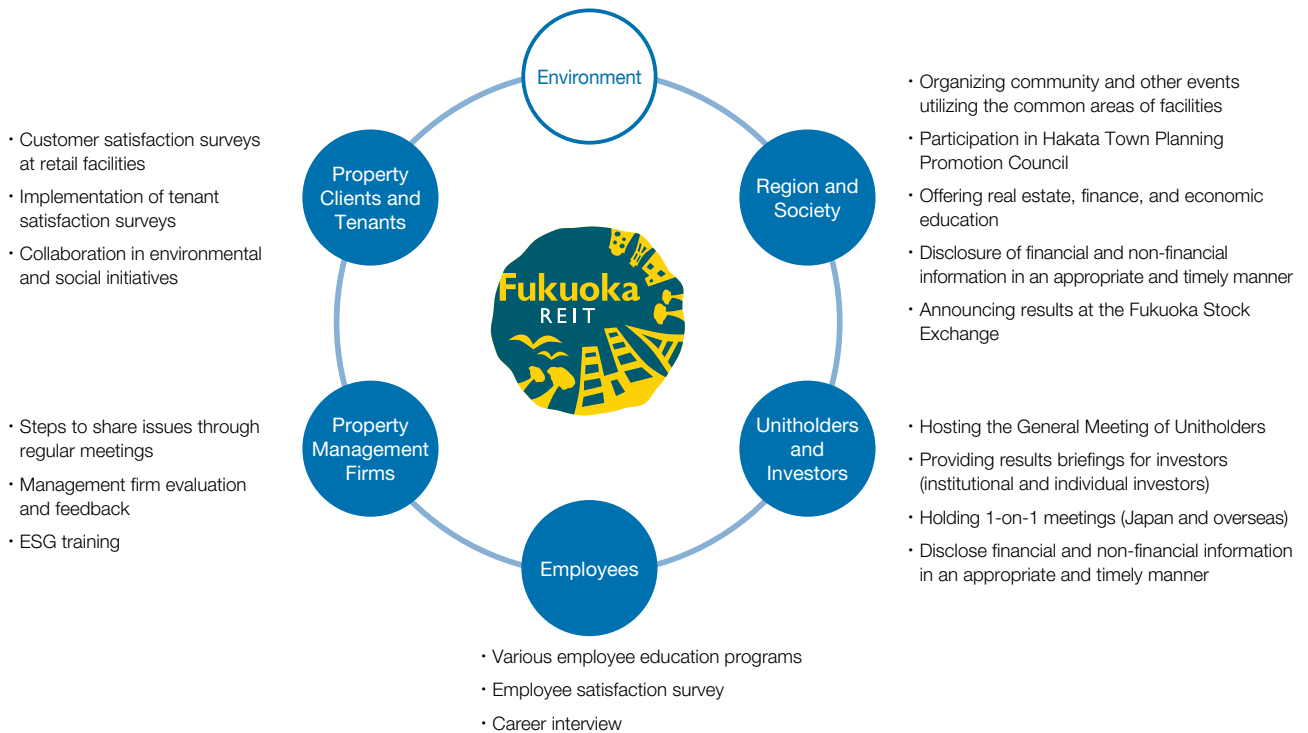 Environment
・Customer satisfaction surveys
at retail facilities
・Implementation of tenant
satisfaction surveys
・Collaboration in environmental
and social initiatives
Property
Clients and
Tenants
Region and
Society
・Organizing community and other events
utilizing the common areas of facilities
・Participation in Hakata Town Planning
Promotion Council
・Offering real estate, finance, and economic
education
・Disclosure of financial and non-financial
information in an appropriate and timely manner
・Announcing results at the Fukuoka Stock
Exchange
Fukuoka
REIT
・Steps to share issues through
regular meetings
・Management firm evaluation
and feedback
・ESG training
Property
Management
Firms
Unitholders
and
Investors
・Hosting the General Meeting of Unitholders
・Providing results briefings for investors
(institutional and individual investors)
・Holding 1-on-1 meetings (Japan and overseas)
・Disclose financial and non-financial information
in an appropriate and timely manner
Employees
・Various employee education programs
・Employee satisfaction survey
・Career interview